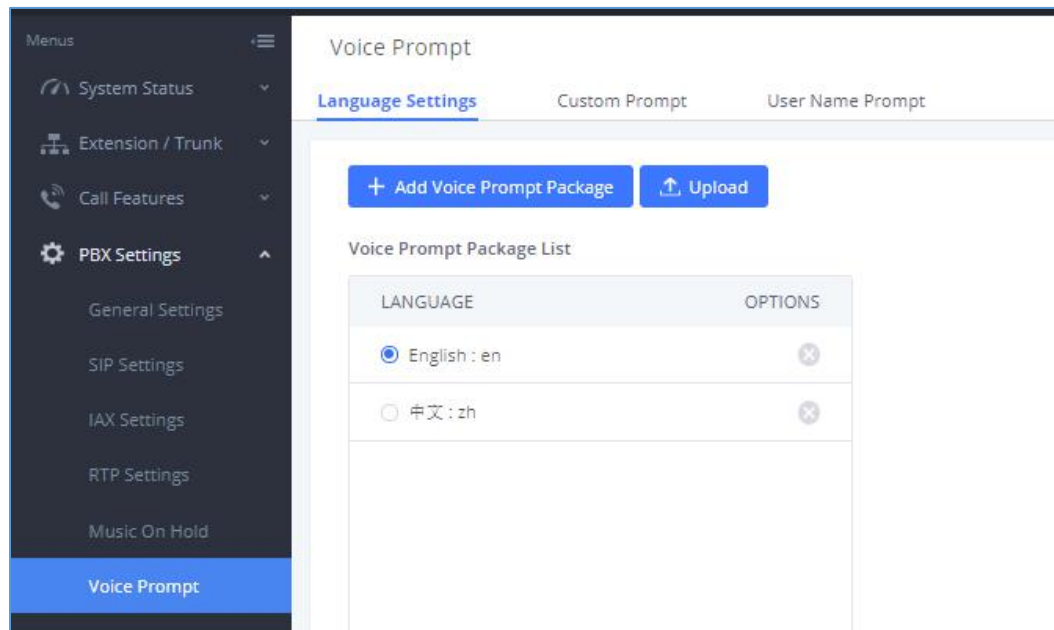 Menus
System Status
Extension / Trunk
Call Features
PBX Settings
General Settings
SIP Settings
IAX Settings
RTP Settings
Music On Hold
Voice Prompt
Voice Prompt
Language Settings Custom Prompt User Name Prompt
+ Add Voice Prompt Package Upload
Voice Prompt Package List
LANGUAGE OPTIONS
English : en
中文 : zh